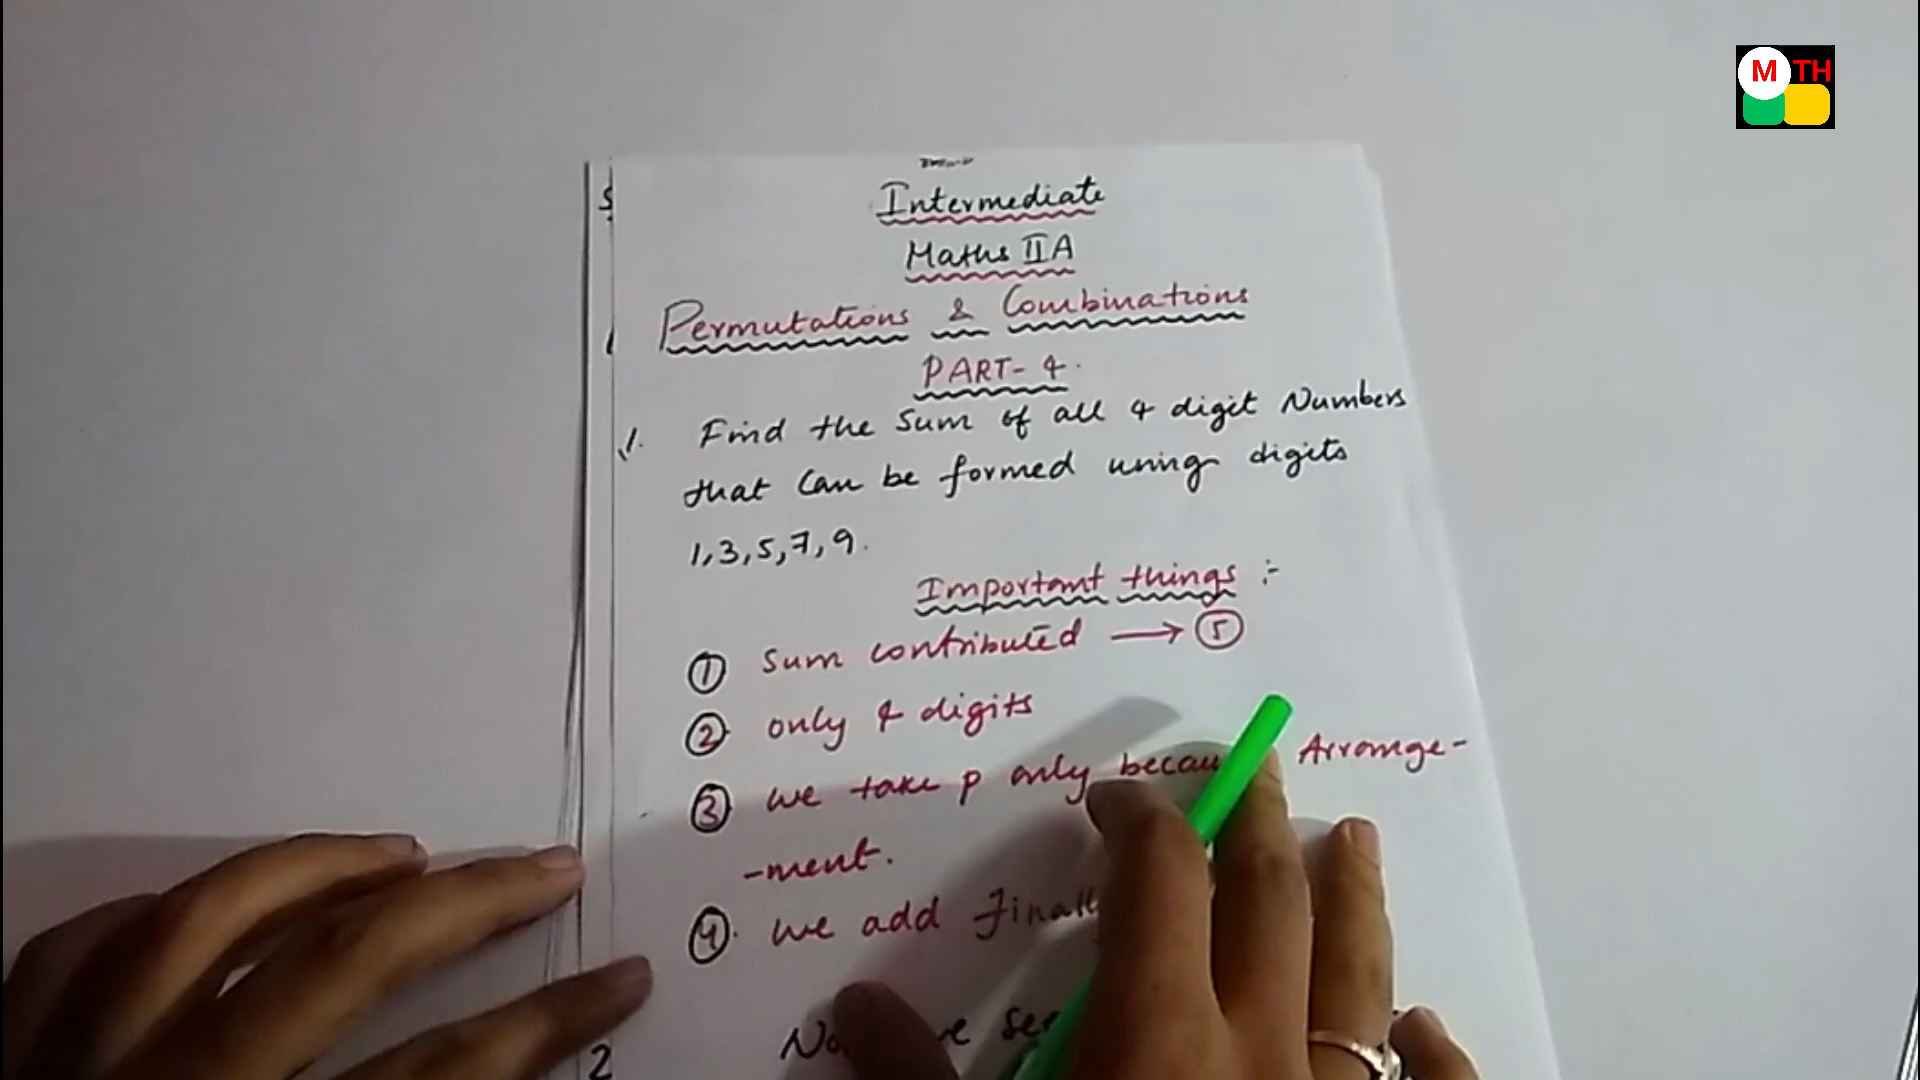 M TH
Intermediate
Maths IIA
Permutations & Combinations
PART-4.
1. Find the Sum of all 4 digit Numbers
that can be formed using digits
1,3,5,7,9.
Important things :-
① Sum contributed → ⑤
② only 4 digits
③ we take p only Arrange-
-ment.
④. we add
2